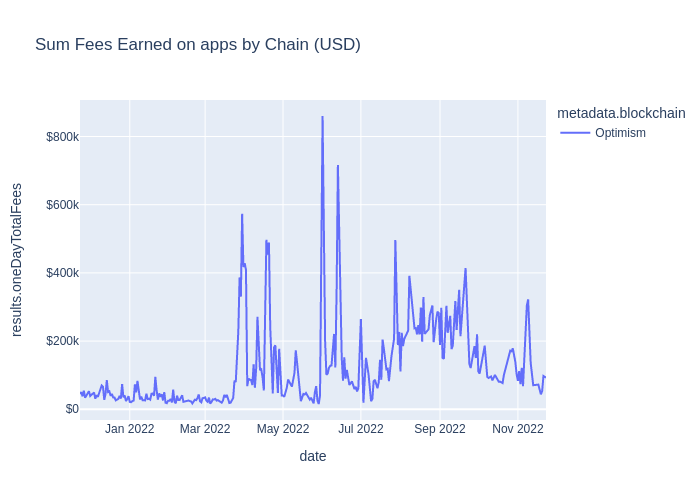 Sum Fees Earned on apps by Chain (USD)
metadata.blockchain
Optimism
results.oneDayTotalFees
$800k
$600k
$400k
$200k
$0
Jan 2022
Mar 2022
May 2022
Jul 2022
Sep 2022
Nov 2022
date